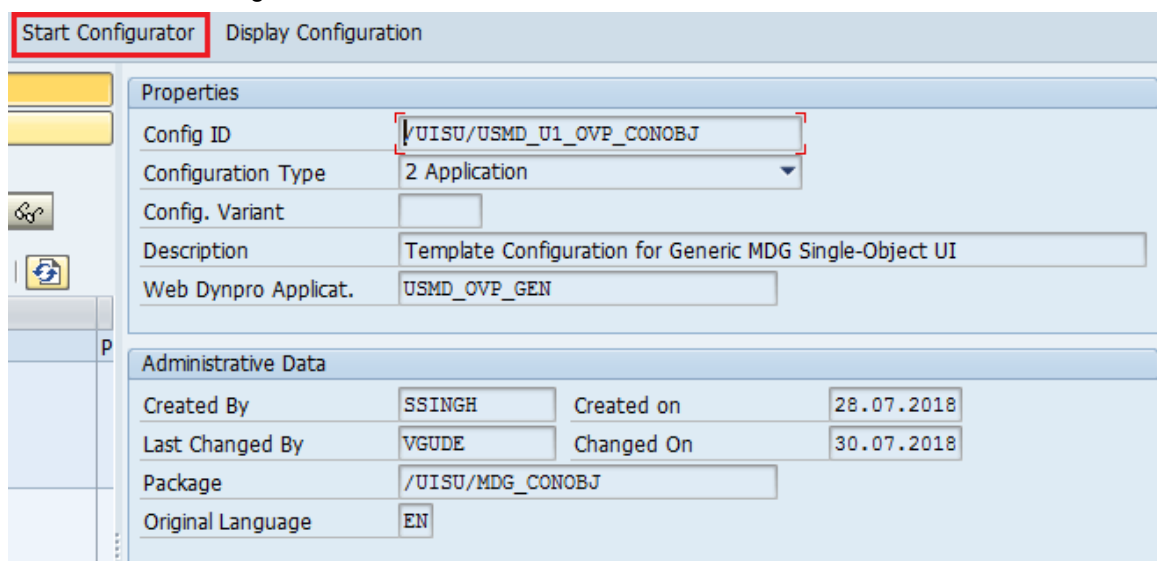 Start Configurator Display Configuration
Properties
Config ID /UISU/USMD_U1_OVP_CONOBJ
Configuration Type 2 Application
Config. Variant
Description Template Configuration for Generic MDG Single-Object UI
Web Dynpro Applicat. USMD_OVP_GEN
P
Administrative Data
Created By SSINGH Created on 28.07.2018
Last Changed By VGUDE Changed On 30.07.2018
Package /UISU/MDG_CONOBJ
Original Language EN